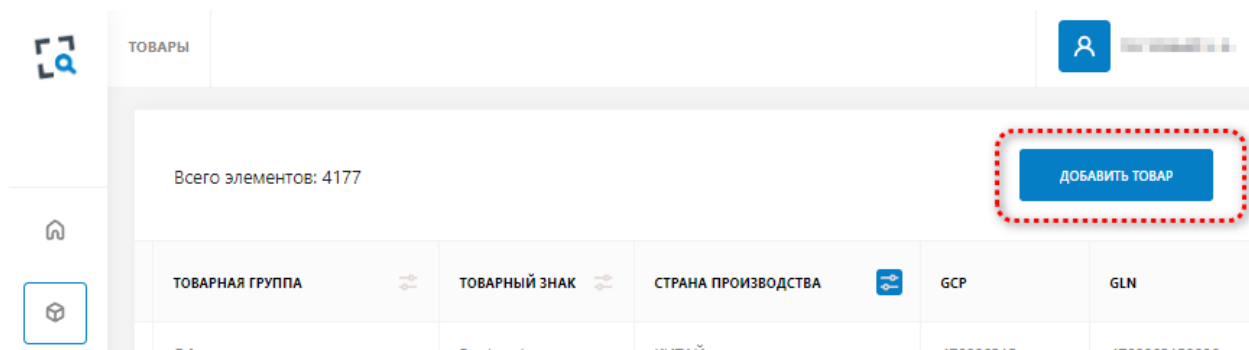 ТОВАРЫ
Всего элементов: 4177
ДОБАВИТЬ ТОВАР
ТОВАРНАЯ ГРУППА
ТОВАРНЫЙ ЗНАК
СТРАНА ПРОИЗВОДСТВА
GCP
GLN